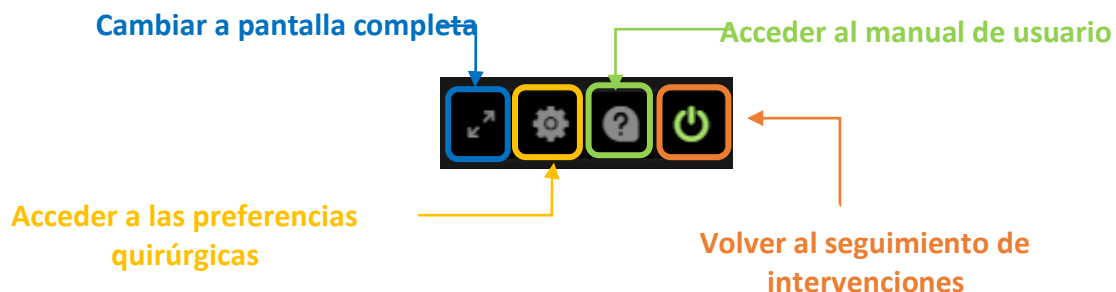 Cambiar a pantalla completa
Acceder al manual de usuario
?
Acceder a las preferencias
quirúrgicas
Volver al seguimiento de
intervenciones